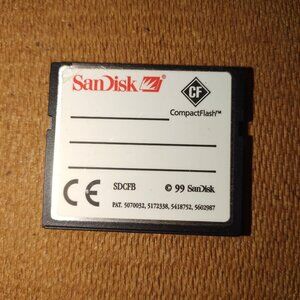 SanDisk
CF
CompactFlash™
CE
SDCFB © 99 SanDisk
PAT. 5070032, 5172338, 5418752, 5602987